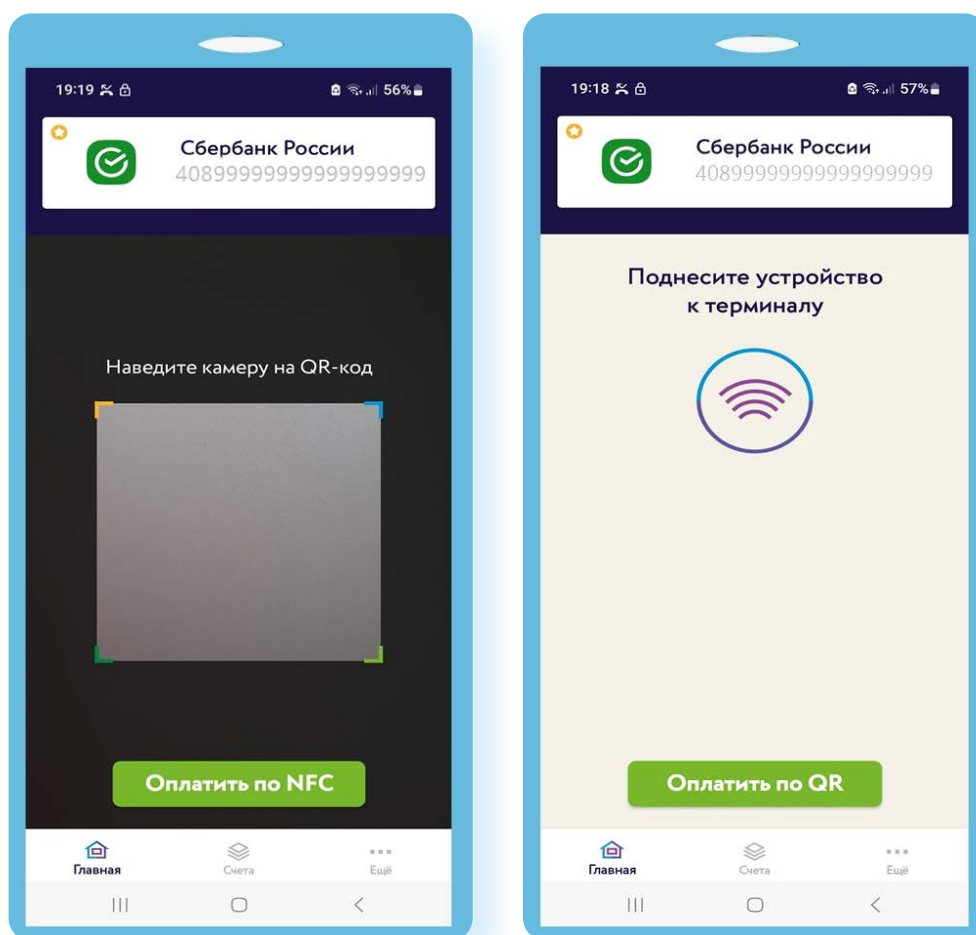 19:19 56%
Сбербанк России
40899999999999999999
Наведите камеру на QR-код
Оплатить по NFC
Главная Счета Ещё
19:18 57%
Сбербанк России
40899999999999999999
Поднесите устройство
к терминалу
Оплатить по QR
Главная Счета Ещё